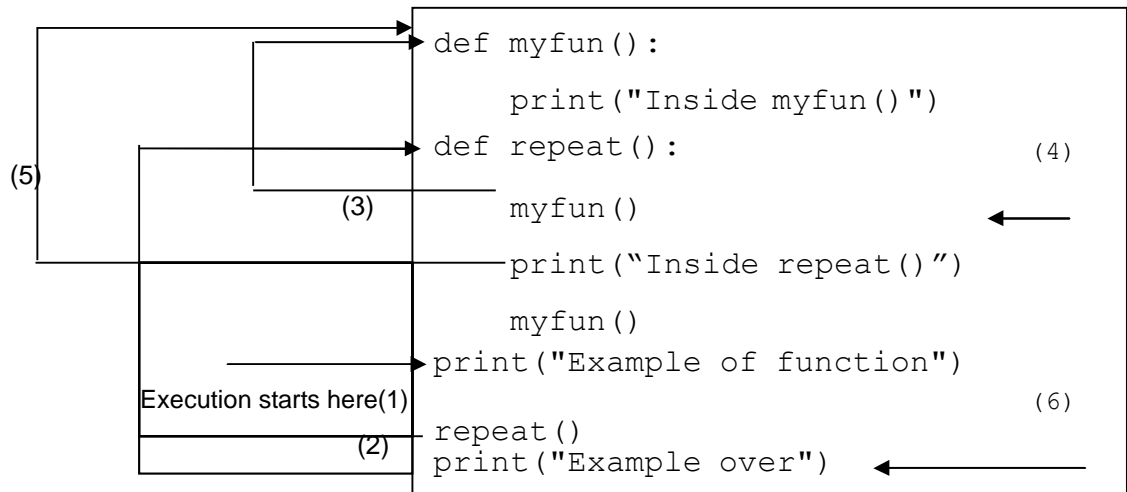 def myfun():
print("Inside myfun()")
def repeat(): (4)
(5)
(3) myfun()
print(“Inside repeat()”)
myfun()
print("Example of function")
Execution starts here(1) (6)
(2) repeat()
print("Example over")